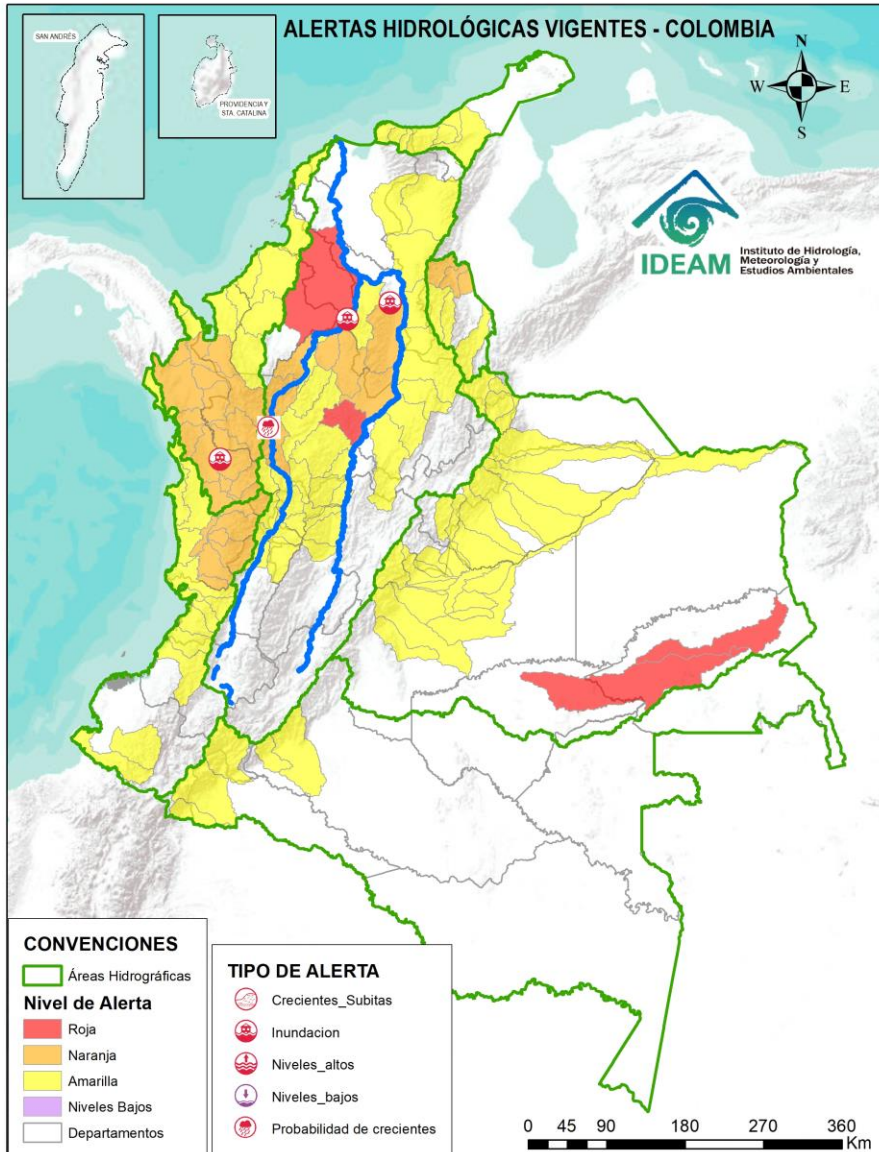 ALERTAS HIDROLÓGICAS VIGENTES - COLOMBIA
SAN ANDRÉS
PROVIDENCIA Y
STA. CATALINA
N
W E
S
IDEAM
Instituto de Hidrología,
Meteorología y
Estudios Ambientales
CONVENCIONES
Áreas Hidrográficas
Nivel de Alerta
Roja
Naranja
Amarilla
Niveles Bajos
Departamentos
TIPO DE ALERTA
Crecientes_Subitas
Inundacion
Niveles_altos
Niveles_bajos
Probabilidad de crecientes
0 45 90 180 270 360
Km